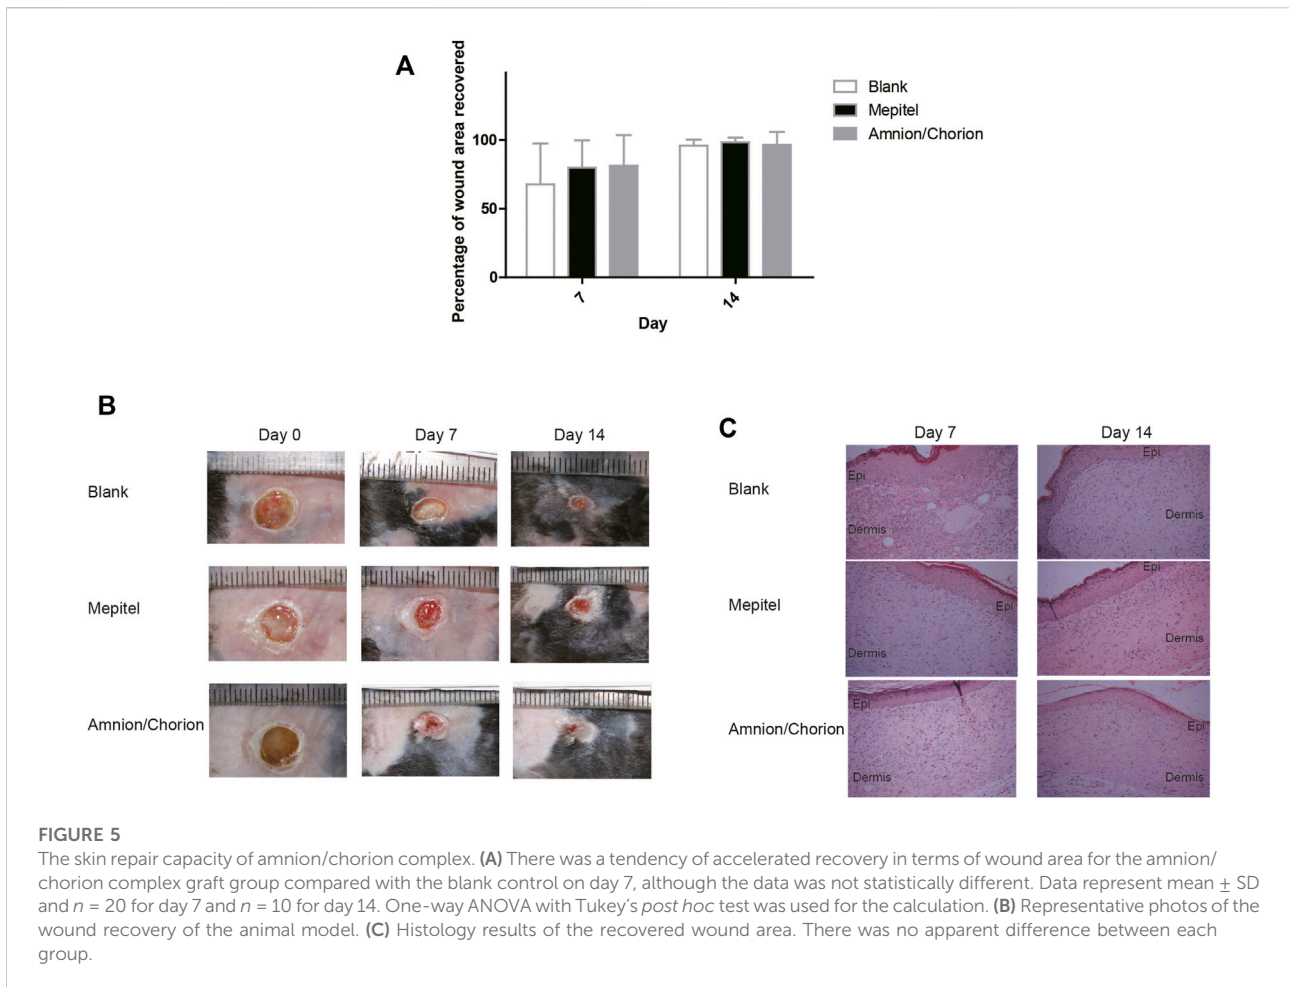 A
Percentage of wound area recovered
100
50
0
7
14
Day
Blank
Mepitel
Amnion/Chorion
B
Day 0
Day 7
Day 14
Blank
Mepitel
Amnion/Chorion
C
Day 7
Day 14
Blank
Epi
Dermis
Epi
Dermis
Mepitel
Epi
Dermis
Epi
Dermis
Amnion/Chorion
Epi
Dermis
Epi
Dermis
FIGURE 5
The skin repair capacity of amnion/chorion complex. (A) There was a tendency of accelerated recovery in terms of wound area for the amnion/
chorion complex graft group compared with the blank control on day 7, although the data was not statistically different. Data represent mean ± SD
and n = 20 for day 7 and n = 10 for day 14. One-way ANOVA with Tukey's post hoc test was used for the calculation. (B) Representative photos of the
wound recovery of the animal model. (C) Histology results of the recovered wound area. There was no apparent difference between each
group.